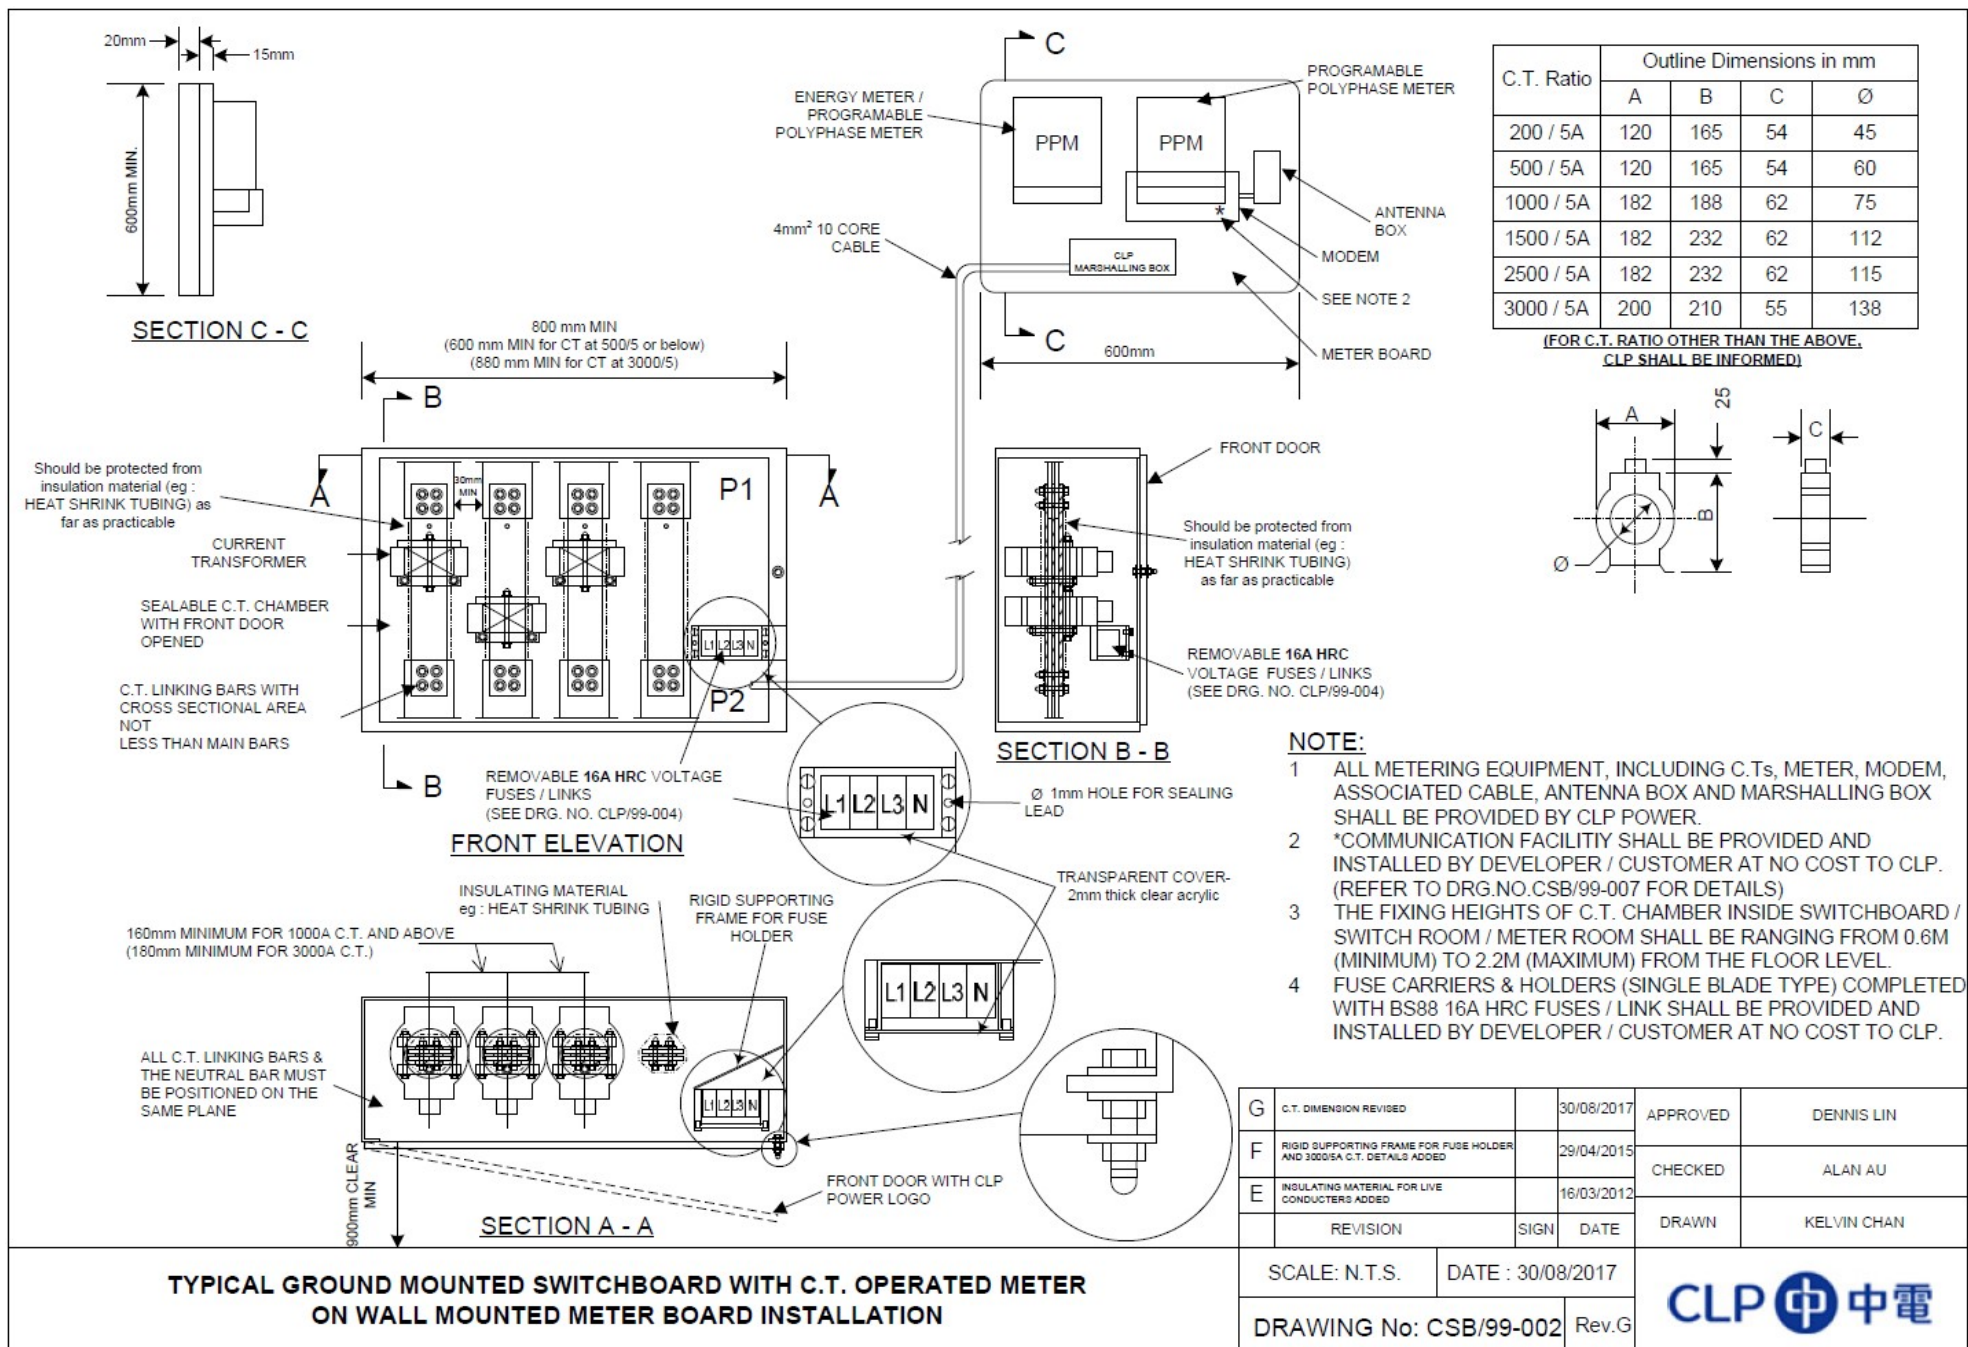 20mm
15mm
600mm MIN.
SECTION C - C
C
ENERGY METER /
PROGRAMABLE
POLYPHASE METER
PROGRAMABLE
POLYPHASE METER
PPM
PPM
*
4mm² 10 CORE
CABLE
CLP
MARSHALLING BOX
ANTENNA
BOX
MODEM
SEE NOTE 2
METER BOARD
C
600mm
C.T. Ratio Outline Dimensions in mm
A B C Ø
200 / 5A 120 165 54 45
500 / 5A 120 165 54 60
1000 / 5A 182 188 62 75
1500 / 5A 182 232 62 112
2500 / 5A 182 232 62 115
3000 / 5A 200 210 55 138
(FOR C.T. RATIO OTHER THAN THE ABOVE,
CLP SHALL BE INFORMED)
A
25
C
B
Ø
800 mm MIN
(600 mm MIN for CT at 500/5 or below)
(880 mm MIN for CT at 3000/5)
B
A
A
30mm
MIN
P1
Should be protected from
insulation material (eg :
HEAT SHRINK TUBING) as
far as practicable
CURRENT
TRANSFORMER
SEALABLE C.T. CHAMBER
WITH FRONT DOOR
OPENED
C.T. LINKING BARS WITH
CROSS SECTIONAL AREA
NOT
LESS THAN MAIN BARS
L1 L2 L3 N
P2
B
REMOVABLE 16A HRC VOLTAGE
FUSES / LINKS
(SEE DRG. NO. CLP/99-004)
FRONT ELEVATION
FRONT DOOR
Should be protected from
insulation material (eg :
HEAT SHRINK TUBING)
as far as practicable
REMOVABLE 16A HRC
VOLTAGE FUSES / LINKS
(SEE DRG. NO. CLP/99-004)
SECTION B - B
L1 L2 L3 N
Ø 1mm HOLE FOR SEALING
LEAD
TRANSPARENT COVER-
2mm thick clear acrylic
INSULATING MATERIAL
eg : HEAT SHRINK TUBING
RIGID SUPPORTING
FRAME FOR FUSE
HOLDER
160mm MINIMUM FOR 1000A C.T. AND ABOVE
(180mm MINIMUM FOR 3000A C.T.)
L1 L2 L3 N
ALL C.T. LINKING BARS &
THE NEUTRAL BAR MUST
BE POSITIONED ON THE
SAME PLANE
L1 L2 L3 N
900mm CLEAR
MIN
FRONT DOOR WITH CLP
POWER LOGO
SECTION A - A
NOTE:
1 ALL METERING EQUIPMENT, INCLUDING C.Ts, METER, MODEM,
ASSOCIATED CABLE, ANTENNA BOX AND MARSHALLING BOX
SHALL BE PROVIDED BY CLP POWER.
2 *COMMUNICATION FACILITIY SHALL BE PROVIDED AND
INSTALLED BY DEVELOPER / CUSTOMER AT NO COST TO CLP.
(REFER TO DRG.NO.CSB/99-007 FOR DETAILS)
3 THE FIXING HEIGHTS OF C.T. CHAMBER INSIDE SWITCHBOARD /
SWITCH ROOM / METER ROOM SHALL BE RANGING FROM 0.6M
(MINIMUM) TO 2.2M (MAXIMUM) FROM THE FLOOR LEVEL.
4 FUSE CARRIERS & HOLDERS (SINGLE BLADE TYPE) COMPLETED
WITH BS88 16A HRC FUSES / LINK SHALL BE PROVIDED AND
INSTALLED BY DEVELOPER / CUSTOMER AT NO COST TO CLP.
G C.T. DIMENSION REVISED 30/08/2017
F RIGID SUPPORTING FRAME FOR FUSE HOLDER
AND 3000/5A C.T. DETAILS ADDED 29/04/2015
E INSULATING MATERIAL FOR LIVE
CONDUCTERS ADDED 16/03/2012
REVISION SIGN DATE
APPROVED DENNIS LIN
CHECKED ALAN AU
DRAWN KELVIN CHAN
TYPICAL GROUND MOUNTED SWITCHBOARD WITH C.T. OPERATED METER
ON WALL MOUNTED METER BOARD INSTALLATION
SCALE: N.T.S. DATE : 30/08/2017
DRAWING No: CSB/99-002 Rev.G
CLP 中電